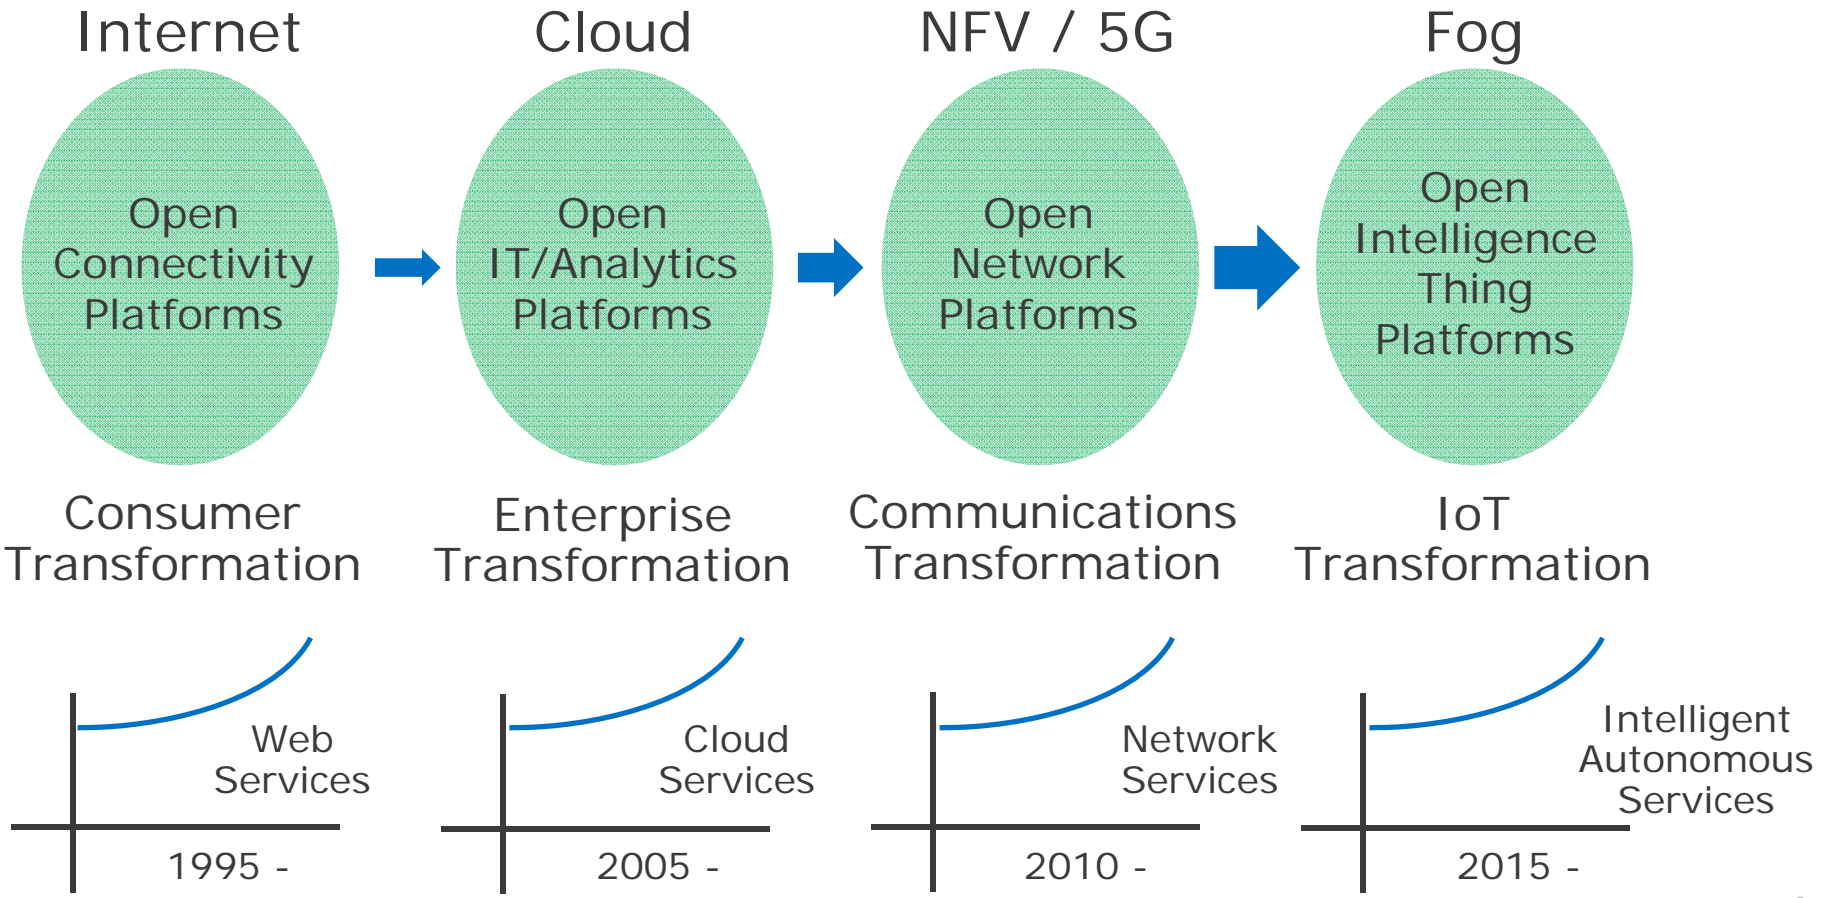 Internet
Cloud
NFV / 5G
Fog
Open
Connectivity
Platforms
Open
IT/Analytics
Platforms
Open
Network
Platforms
Open
Intelligence
Thing
Platforms
Consumer
Transformation
Enterprise
Transformation
Communications
Transformation
IoT
Transformation
Web
Services
Cloud
Services
Network
Services
Intelligent
Autonomous
Services
1995 -
2005 -
2010 -
2015 -